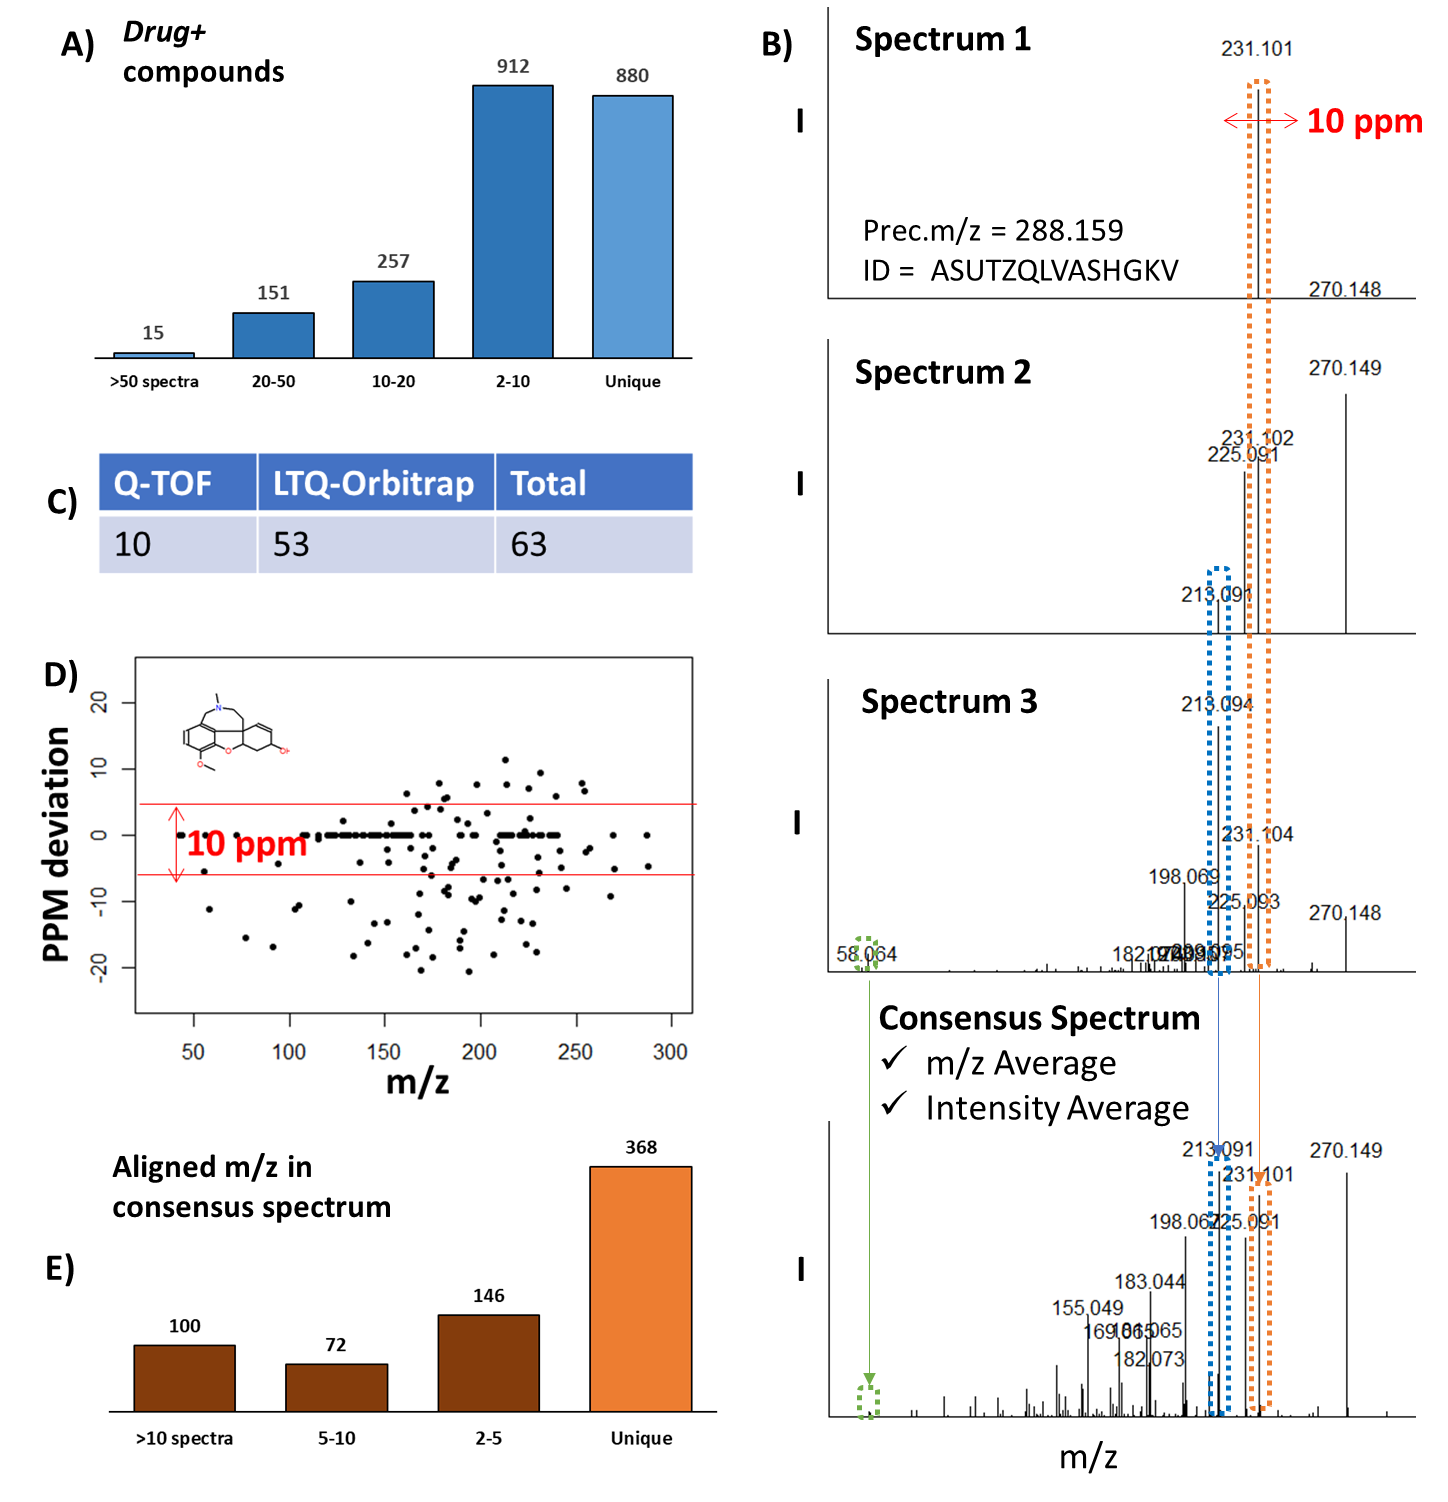 A)
Drug+
compounds
15
151
257
912
880
>50 spectra
20-50
10-20
2-10
Unique
C)
Q-TOF
LTQ-Orbitrap
Total
10
53
63
D)
PPM deviation
20
10
0
-10
-20
N
O
O
10 ppm
50
100
150
200
250
300
m/z
Aligned m/z in
consensus spectrum
E)
100
72
146
368
>10 spectra
5-10
2-5
Unique
B)
Spectrum 1
231.101
I
10 ppm
Prec.m/z = 288.159
ID = ASUTZQLVASHGKV
270.148
Spectrum 2
270.149
231.102
225.091
I
213.091
Spectrum 3
213.094
I
231.104
198.069
225.093
270.148
58.064
Consensus Spectrum
✓ m/z Average
✓ Intensity Average
213.091
270.149
231.101
198.067
225.091
I
183.044
155.049
169.065
182.073
m/z